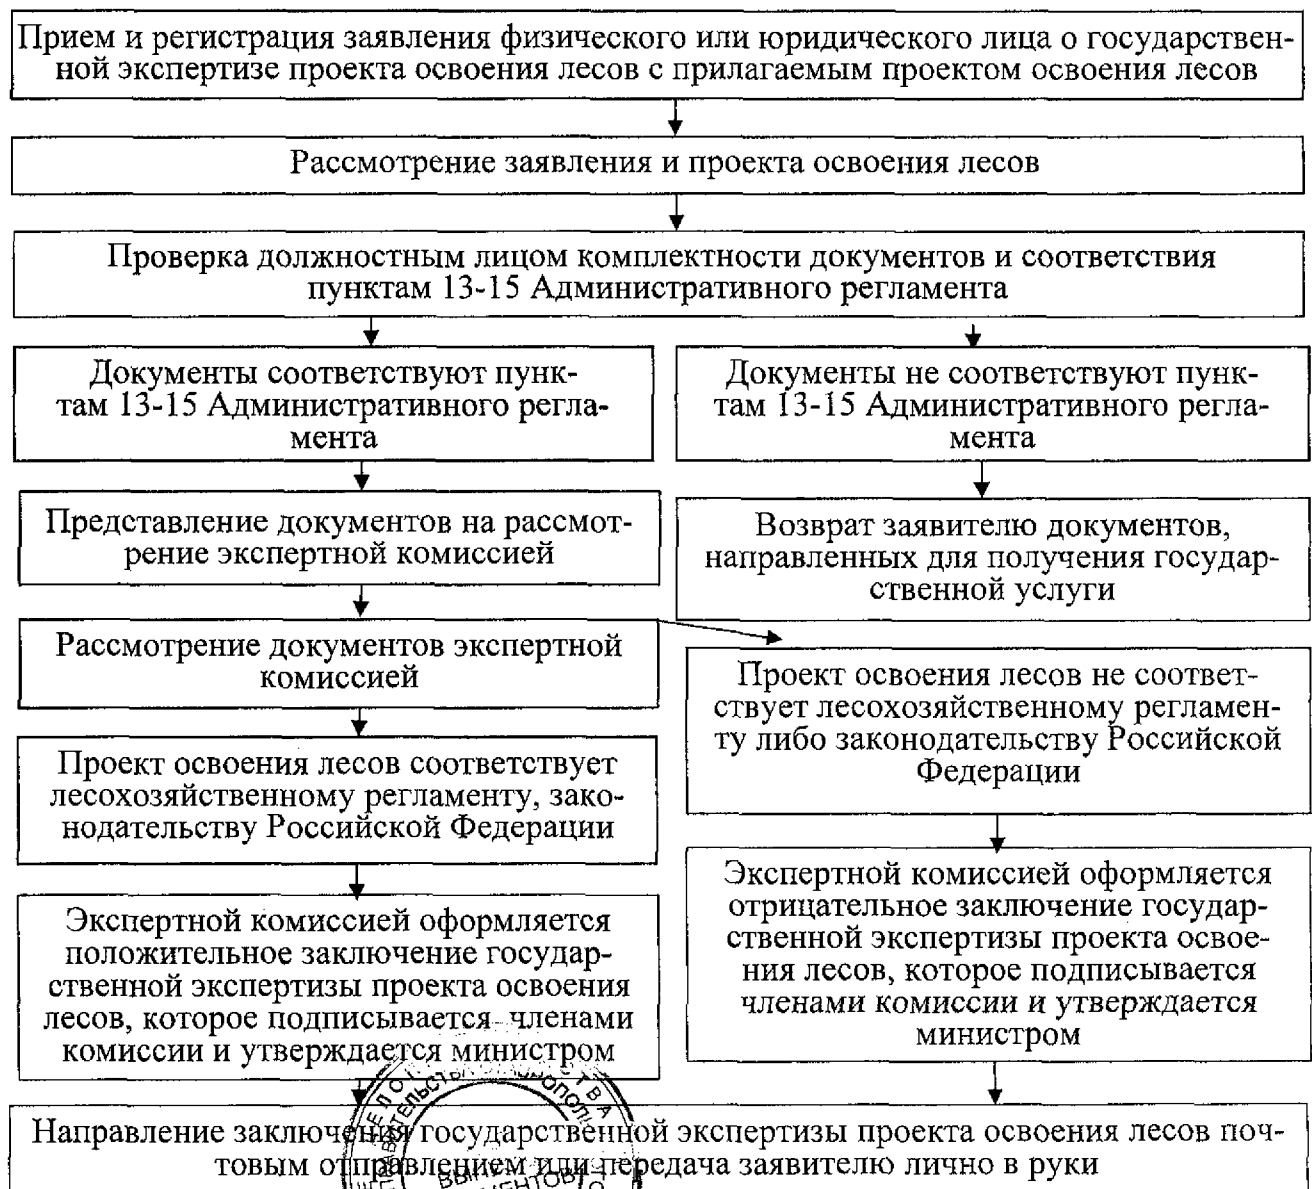 Прием и регистрация заявления физического или юридического лица о государствен-
ной экспертизе проекта освоения лесов с прилагаемым проектом освоения лесов
Рассмотрение заявления и проекта освоения лесов
Проверка должностным лицом комплектности документов и соответствия
пунктам 13-15 Административного регламента
Документы соответствуют пунк-
там 13-15 Административного регла-
мента
Документы не соответствуют пунк-
там 13-15 Административного регла-
мента
Представление документов на рассмот-
рение экспертной комиссией
Возврат заявителю документов,
направленных для получения государ-
ственной услуги
Рассмотрение документов экспертной
комиссией
Проект освоения лесов не соответ-
ствует лесохозяйственному регламен-
ту либо законодательству Российской
Федерации
Проект освоения лесов соответствует
лесохозяйственному регламенту, зако-
нодательству Российской Федерации
Экспертной комиссией оформляется
отрицательное заключение государ-
ственной экспертизы проекта освое-
ния лесов, которое подписывается
членами комиссии и утверждается
министром
Экспертной комиссией оформляется
положительное заключение государ-
ственной экспертизы проекта освоения
лесов, которое подписывается членами
комиссии и утверждается министром
Направление заключения государственной экспертизы проекта освоения лесов поч-
товым отправлением или передача заявителю лично в руки